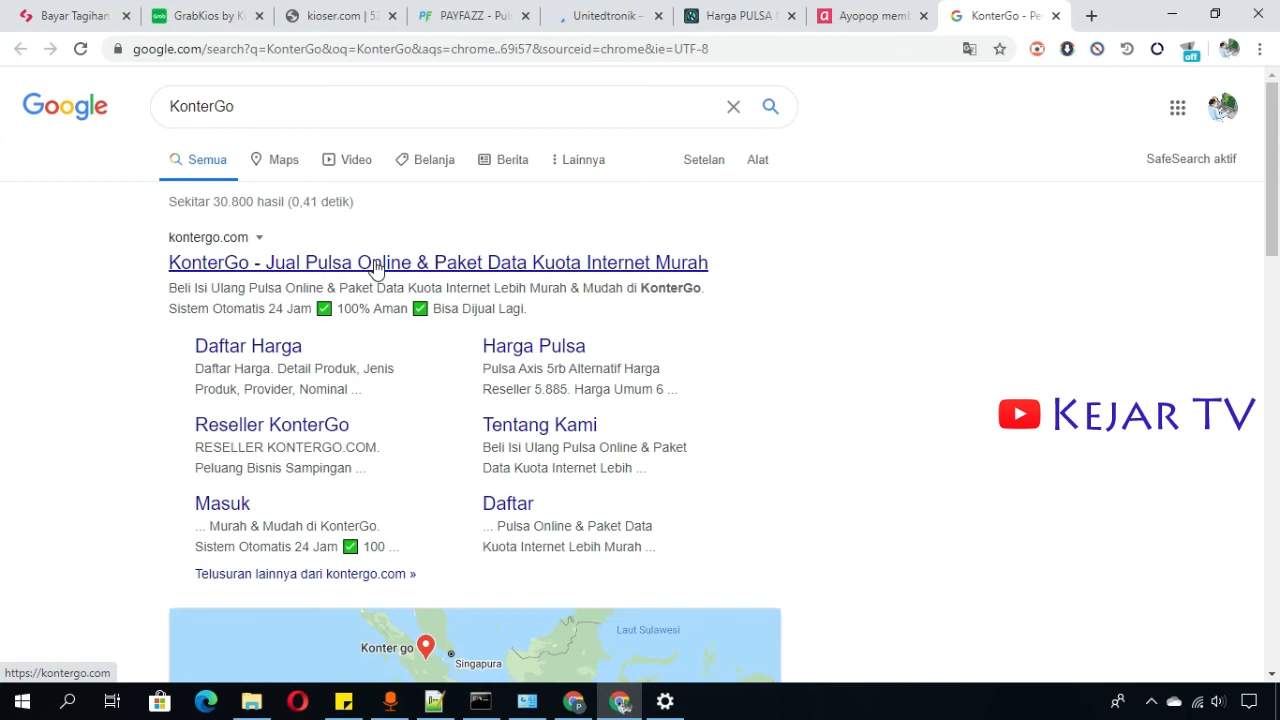 Bayar Tagihan
GrabKios by K
kioser.com | 52
PAYFAZZ - Pul
Unitedtronik –
Harga PULSA M
Ayopop memb
KonterGo - Pe
google.com/search?q=KonterGo&oq=KonterGo&aqs=chrome..69i57&sourceid=chrome&ie=UTF-8
off
Google
KonterGo
Semua
Maps
Video
Belanja
Berita
Lainnya
Setelan
Alat
SafeSearch aktif
Sekitar 30.800 hasil (0,41 detik)
kontergo.com
KonterGo - Jual Pulsa Online & Paket Data Kuota Internet Murah
Beli Isi Ulang Pulsa Online & Paket Data Kuota Internet Lebih Murah & Mudah di KonterGo.
Sistem Otomatis 24 Jam ✅ 100% Aman ✅ Bisa Dijual Lagi.
Daftar Harga
Daftar Harga. Detail Produk, Jenis
Produk, Provider, Nominal ...
Harga Pulsa
Pulsa Axis 5rb Alternatif Harga
Reseller 5.885. Harga Umum 6 ...
Reseller KonterGo
RESELLER KONTERGO.COM.
Peluang Bisnis Sampingan ...
Tentang Kami
Beli Isi Ulang Pulsa Online & Paket
Data Kuota Internet Lebih ...
Masuk
... Murah & Mudah di KonterGo.
Sistem Otomatis 24 Jam ✅ 100 ...
Daftar
... Pulsa Online & Paket Data
Kuota Internet Lebih Murah ...
Telusuran lainnya dari kontergo.com »
KEJAR TV
Laut Sulawesi
Konter go
Singapura
https://kontergo.com